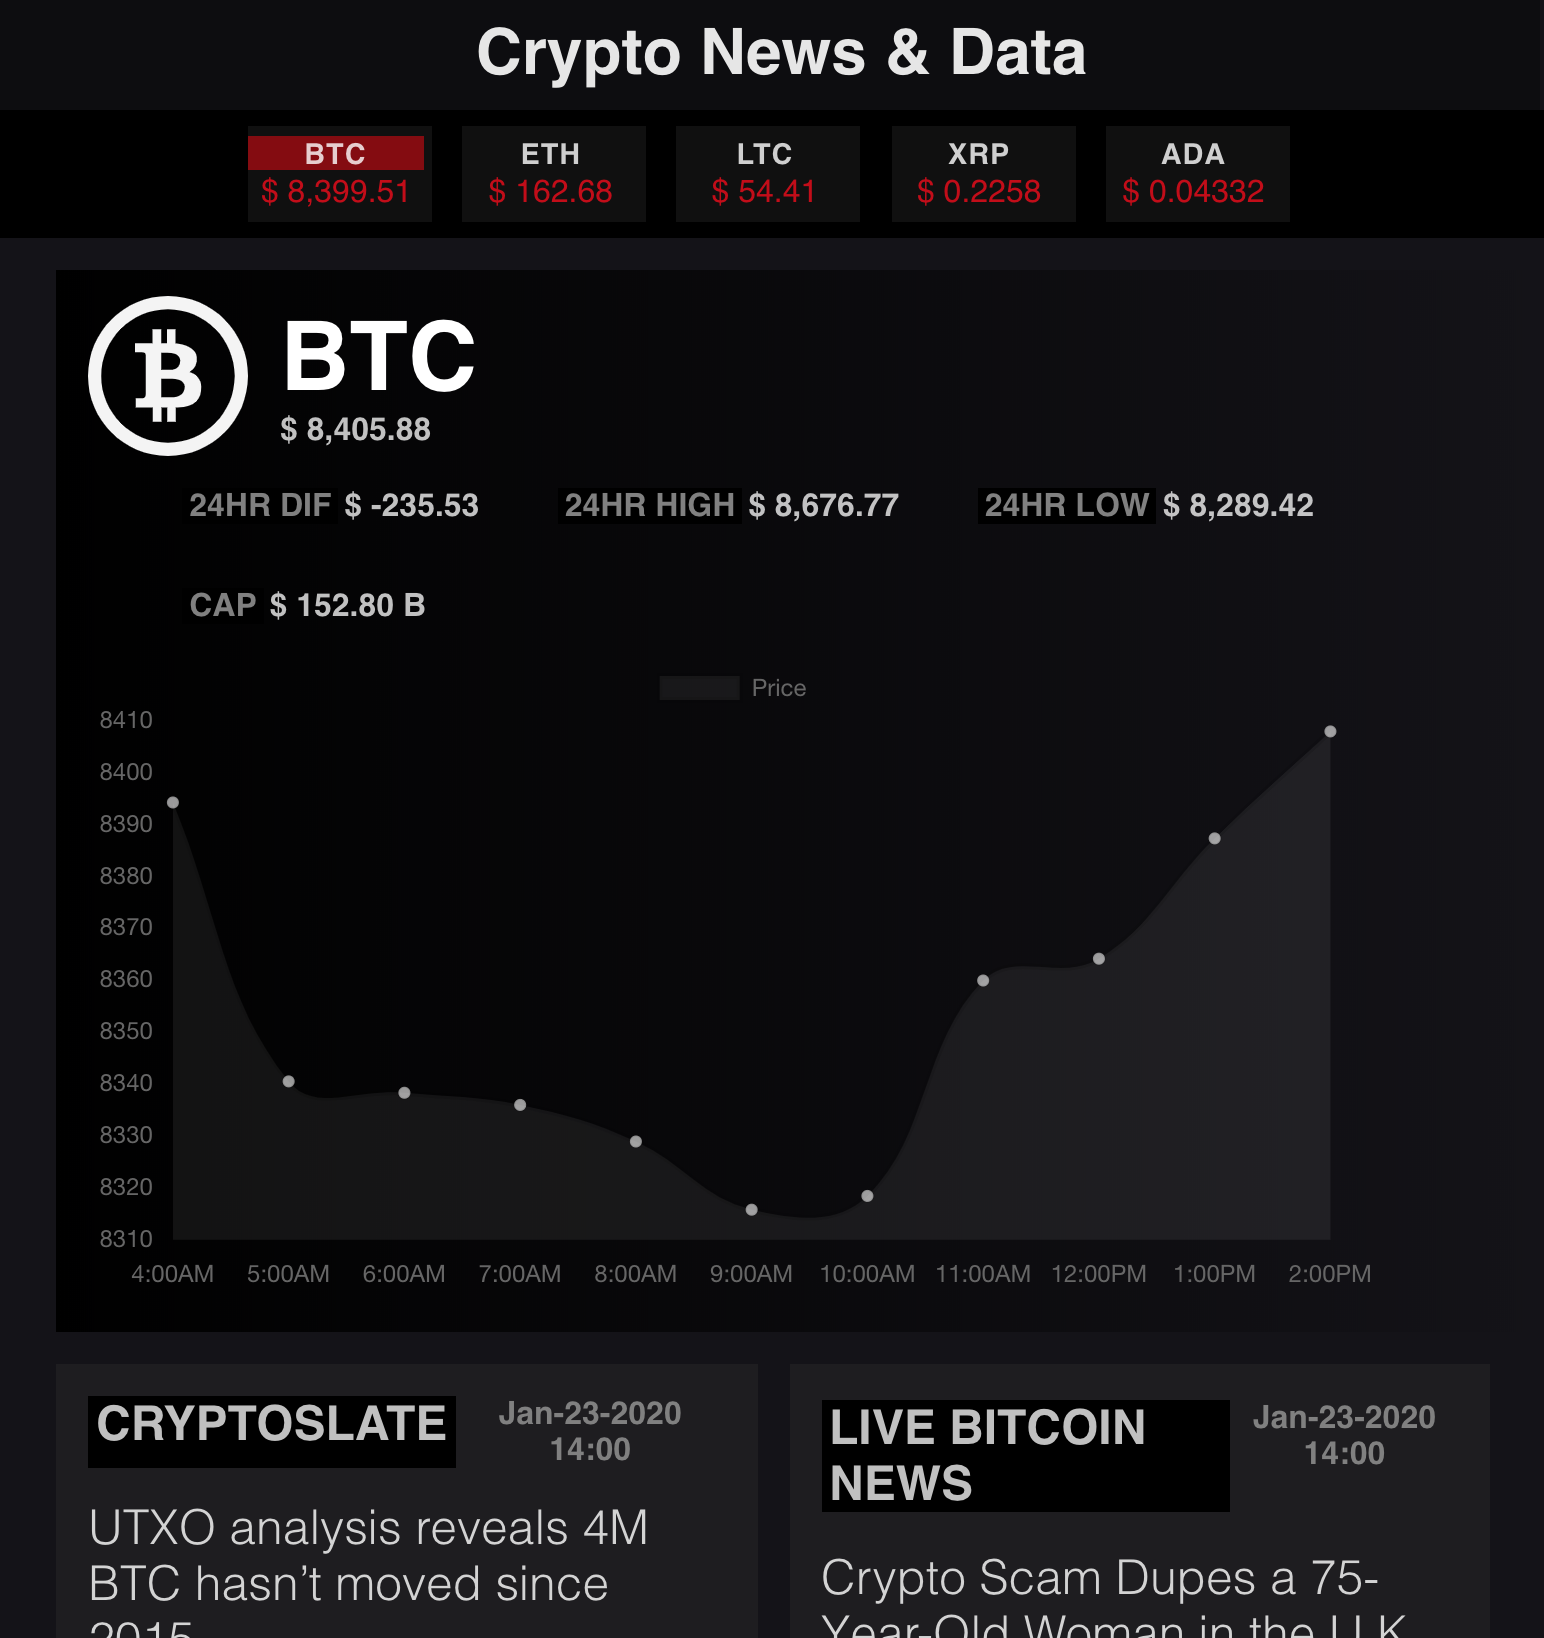 Crypto News & Data
BTC
$ 8,399.51
ETH
$ 162.68
LTC
$ 54.41
XRP
$ 0.2258
ADA
$ 0.04332
BTC
$ 8,405.88
24HR DIF $ -235.53
24HR HIGH $ 8,676.77
24HR LOW $ 8,289.42
CAP $ 152.80 B
Price
8410
8400
8390
8380
8370
8360
8350
8340
8330
8320
8310
4:00AM 5:00AM 6:00AM 7:00AM 8:00AM 9:00AM 10:00AM 11:00AM 12:00PM 1:00PM 2:00PM
CRYPTOSLATE
Jan-23-2020
14:00
UTXO analysis reveals 4M
BTC hasn’t moved since
2015
LIVE BITCOIN
NEWS
Jan-23-2020
14:00
Crypto Scam Dupes a 75-
Year-Old Woman in the U.K.